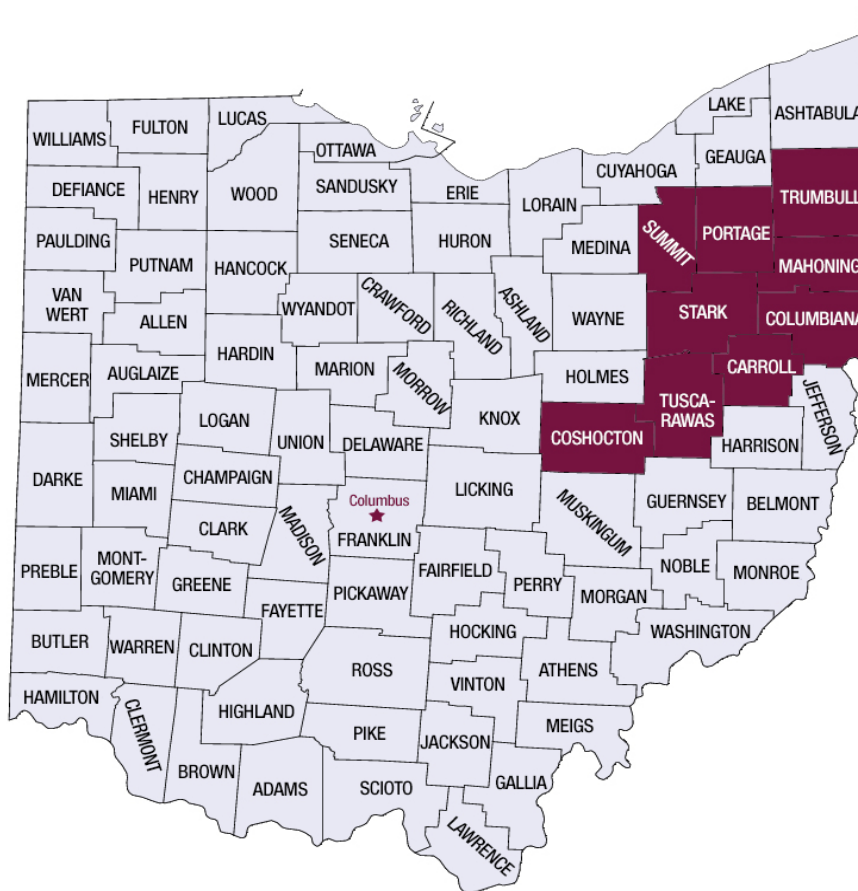 LAKE
ASHTABULA
LUCAS
FULTON
WILLIAMS
OTTAWA
GEAUGA
CUYAHOGA
DEFIANCE
HENRY
WOOD
SANDUSKY
ERIE
LORAIN
TRUMBULL
PAULDING
SENECA
HURON
MEDINA
SUMMIT
PORTAGE
PUTNAM
HANCOCK
MAHONING
VAN
WERT
ALLEN
WYANDOT
CRAWFORD
RICHLAND
ASHLAND
WAYNE
STARK
COLUMBIANA
HARDIN
MERCER
AUGLAIZE
MARION
MORROW
HOLMES
CARROLL
JEFFERSON
TUSCA-
RAWAS
LOGAN
KNOX
SHELBY
UNION
DELAWARE
COSHOCTON
HARRISON
DARKE
CHAMPAIGN
MIAMI
LICKING
Columbus
MUSKINGUM
GUERNSEY
BELMONT
CLARK
MADISON
FRANKLIN
PREBLE
MONT-
GOMERY
GREENE
FAIRFIELD
PERRY
NOBLE
MONROE
PICKAWAY
MORGAN
FAYETTE
BUTLER
WARREN
CLINTON
HOCKING
WASHINGTON
ROSS
ATHENS
VINTON
HAMILTON
CLERMONT
HIGHLAND
PIKE
JACKSON
MEIGS
BROWN
ADAMS
SCIOTO
GALLIA
LAWRENCE